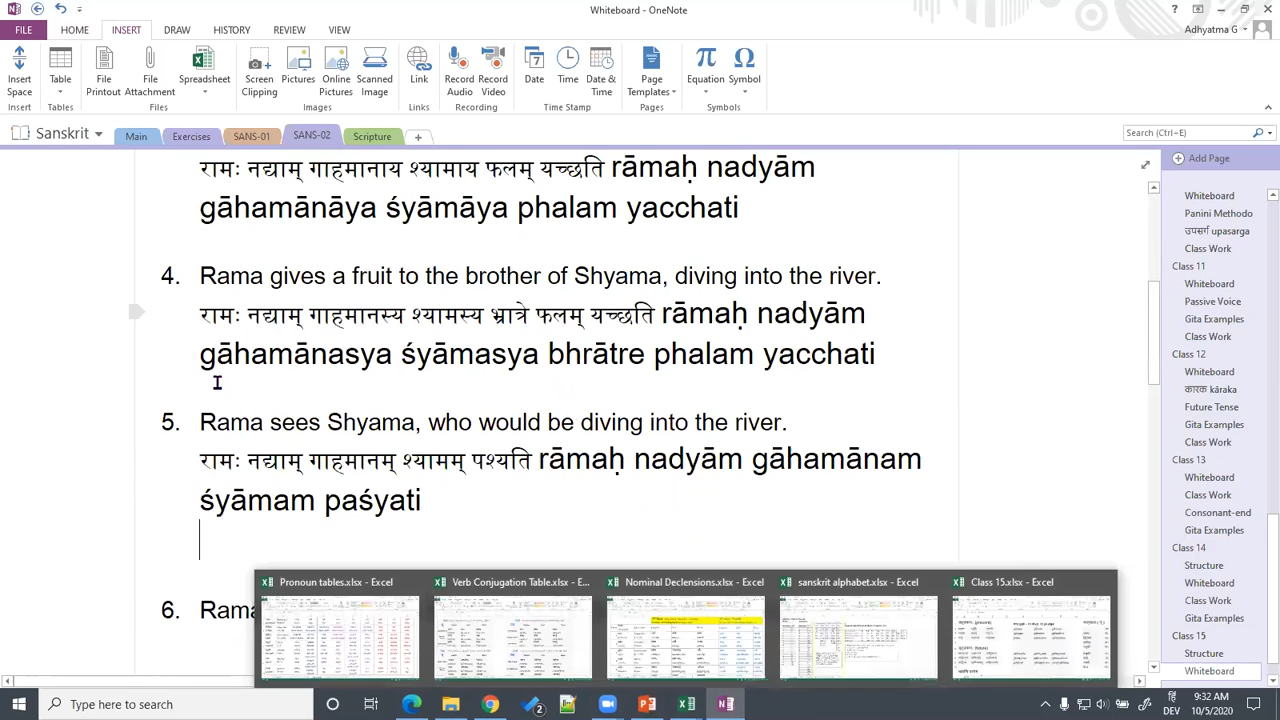 Whiteboard - OneNote
FILE HOME INSERT DRAW HISTORY REVIEW VIEW
Adhyatma G
Insert Space
Table
File Printout
File Attachment
Spreadsheet
Screen Clipping
Pictures
Online Pictures
Scanned Image
Link
Record Audio
Record Video
Date
Time
Date & Time
Page Templates
Equation
Symbol
Insert Tables Files Images Links Recording Time Stamp Pages Symbols
Sanskrit Main Exercises SANS-01 SANS-02 Scripture
Search (Ctrl+E)
रामः नद्याम् गाहमानाय श्यामाय फलम् यच्छति rāmaḥ nadyām
gāhamānāya śyāmāya phalam yacchati
4. Rama gives a fruit to the brother of Shyama, diving into the river.
रामः नद्याम् गाहमानस्य श्यामस्य भ्रात्रे फलम् यच्छति rāmaḥ nadyām
gāhamānasya śyāmasya bhrātre phalam yacchati
5. Rama sees Shyama, who would be diving into the river.
रामः नद्याम् गाहमानम् श्यामम् पश्यति rāmaḥ nadyām gāhamānam
śyāmam paśyati
6. Rama
Add Page
Whiteboard
Panini Methodo
उपसर्ग upasarga
Class Work
Class 11
Whiteboard
Passive Voice
Gita Examples
Class 12
Whiteboard
कारक kāraka
Future Tense
Gita Examples
Class Work
Class 13
Whiteboard
Class Work
Consonant-end
Gita Examples
Class 14
Structure
Whiteboard
Class Work
Gita Examples
Class 15
Structure
Whiteboard
Pronoun tables.xlsx - Excel
Verb Conjugation Table.xlsx - E...
Nominal Declensions.xlsx - Excel
sanskrit alphabet.xlsx - Excel
Class 15.xlsx - Excel
Type here to search
2
DEV
9:32 AM
10/5/2020